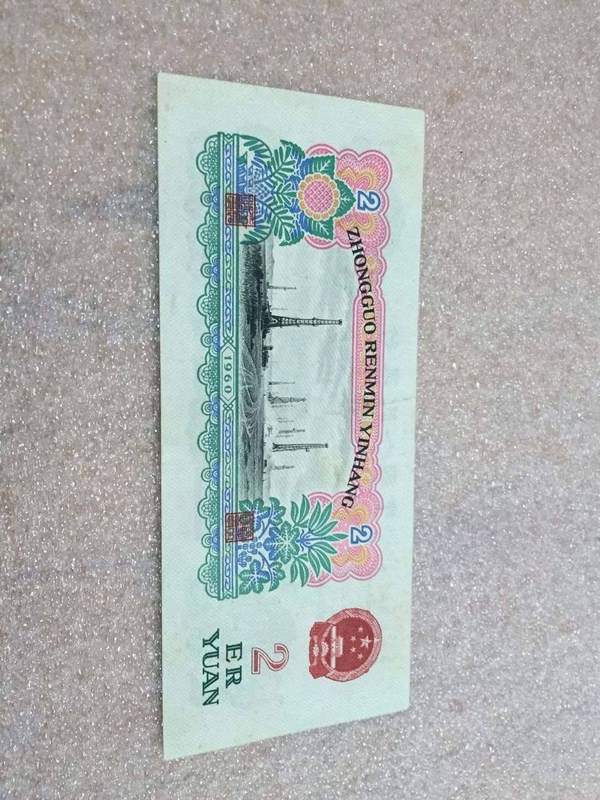 ZHONGGUO RENMIN YINHANG
2
2
1960
2
ER
YUAN